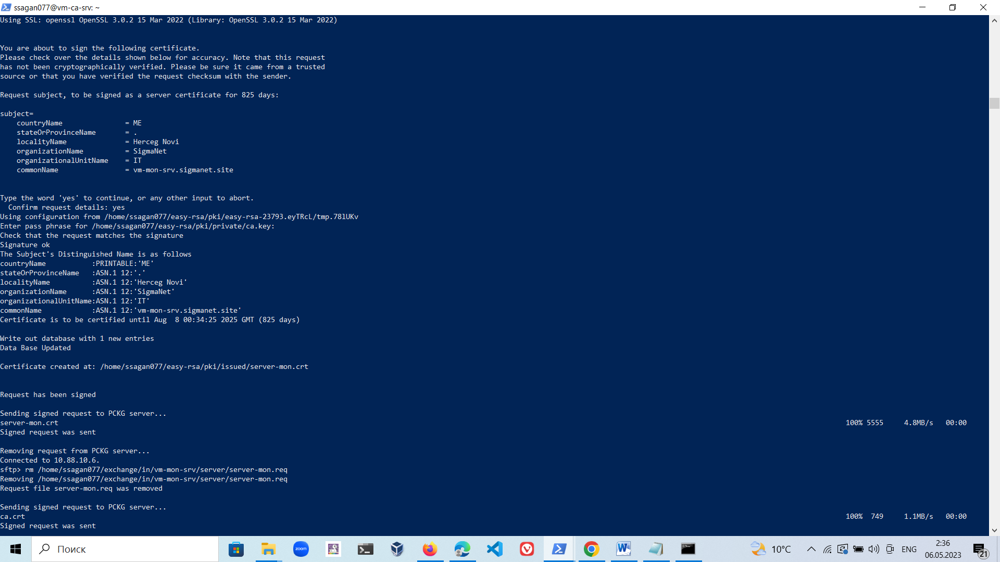 ssagan077@vm-ca-srv: ~
Using SSL: openssl OpenSSL 3.0.2 15 Mar 2022 (Library: OpenSSL 3.0.2 15 Mar 2022)
You are about to sign the following certificate.
Please check over the details shown below for accuracy. Note that this request
has not been cryptographically verified. Please be sure it came from a trusted
source or that you have verified the request checksum with the sender.
Request subject, to be signed as a server certificate for 825 days:
subject=
countryName = ME
stateOrProvinceName = .
localityName = Herceg Novi
organizationName = SigmaNet
organizationalUnitName = IT
commonName = vm-mon-srv.sigmanet.site
Type the word 'yes' to continue, or any other input to abort.
Confirm request details: yes
Using configuration from /home/ssagan077/easy-rsa/pki/easy-rsa-23793.eyTRcL/tmp.78lUKv
Enter pass phrase for /home/ssagan077/easy-rsa/pki/private/ca.key:
Check that the request matches the signature
Signature ok
The Subject's Distinguished Name is as follows
countryName :PRINTABLE:'ME'
stateOrProvinceName :ASN.1 12:'.'
localityName :ASN.1 12:'Herceg Novi'
organizationName :ASN.1 12:'SigmaNet'
organizationalUnitName:ASN.1 12:'IT'
commonName :ASN.1 12:'vm-mon-srv.sigmanet.site'
Certificate is to be certified until Aug  8 00:34:25 2025 GMT (825 days)
Write out database with 1 new entries
Data Base Updated
Certificate created at: /home/ssagan077/easy-rsa/pki/issued/server-mon.crt
Request has been signed
Sending signed request to PCKG server...
server-mon.crt 100% 5555 4.8MB/s 00:00
Signed request was sent
Removing request from PCKG server...
Connected to 10.88.10.6.
sftp> rm /home/ssagan077/exchange/in/vm-mon-srv/server/server-mon.req
Removing /home/ssagan077/exchange/in/vm-mon-srv/server/server-mon.req
Request file server-mon.req was removed
Sending signed request to PCKG server...
ca.crt 100% 749 1.1MB/s 00:00
Signed request was sent
Поиск
zoom
10°C
ENG
2:36
06.05.2023
21